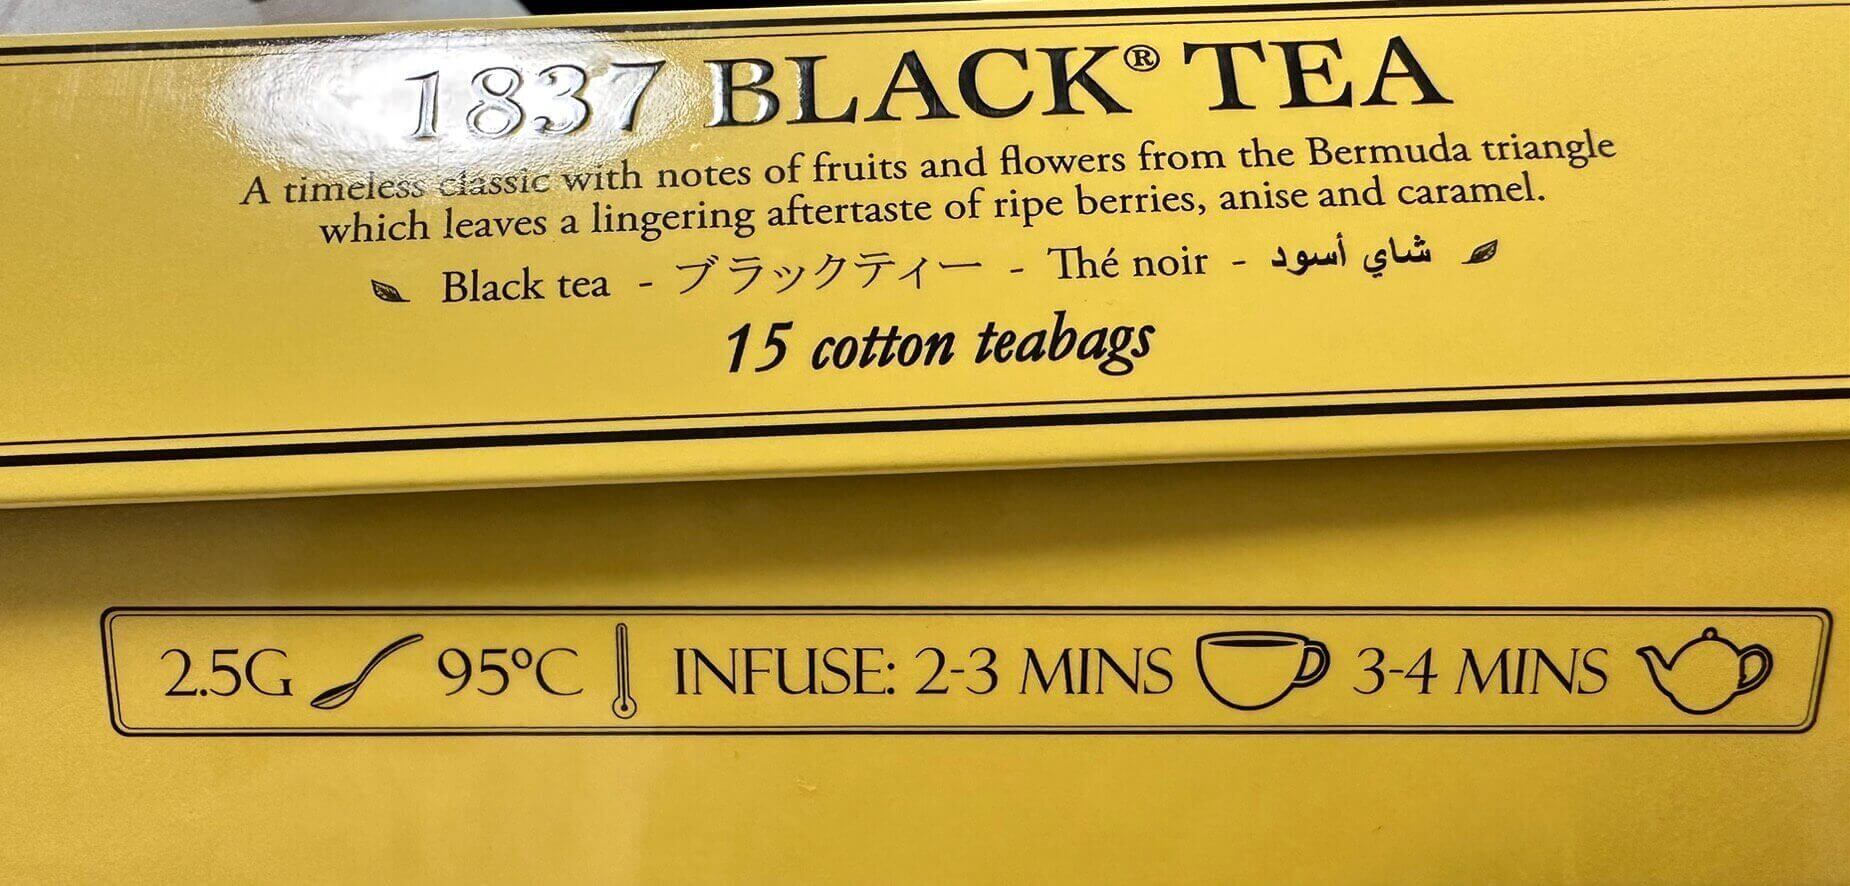 1837 BLACK® TEA
A timeless classic with notes of fruits and flowers from the Bermuda triangle
which leaves a lingering aftertaste of ripe berries, anise and caramel.
Black tea - ブラックティー - Thé noir - شاي أسود
15 cotton teabags
2.5G 95ºC INFUSE: 2-3 MINS 3-4 MINS